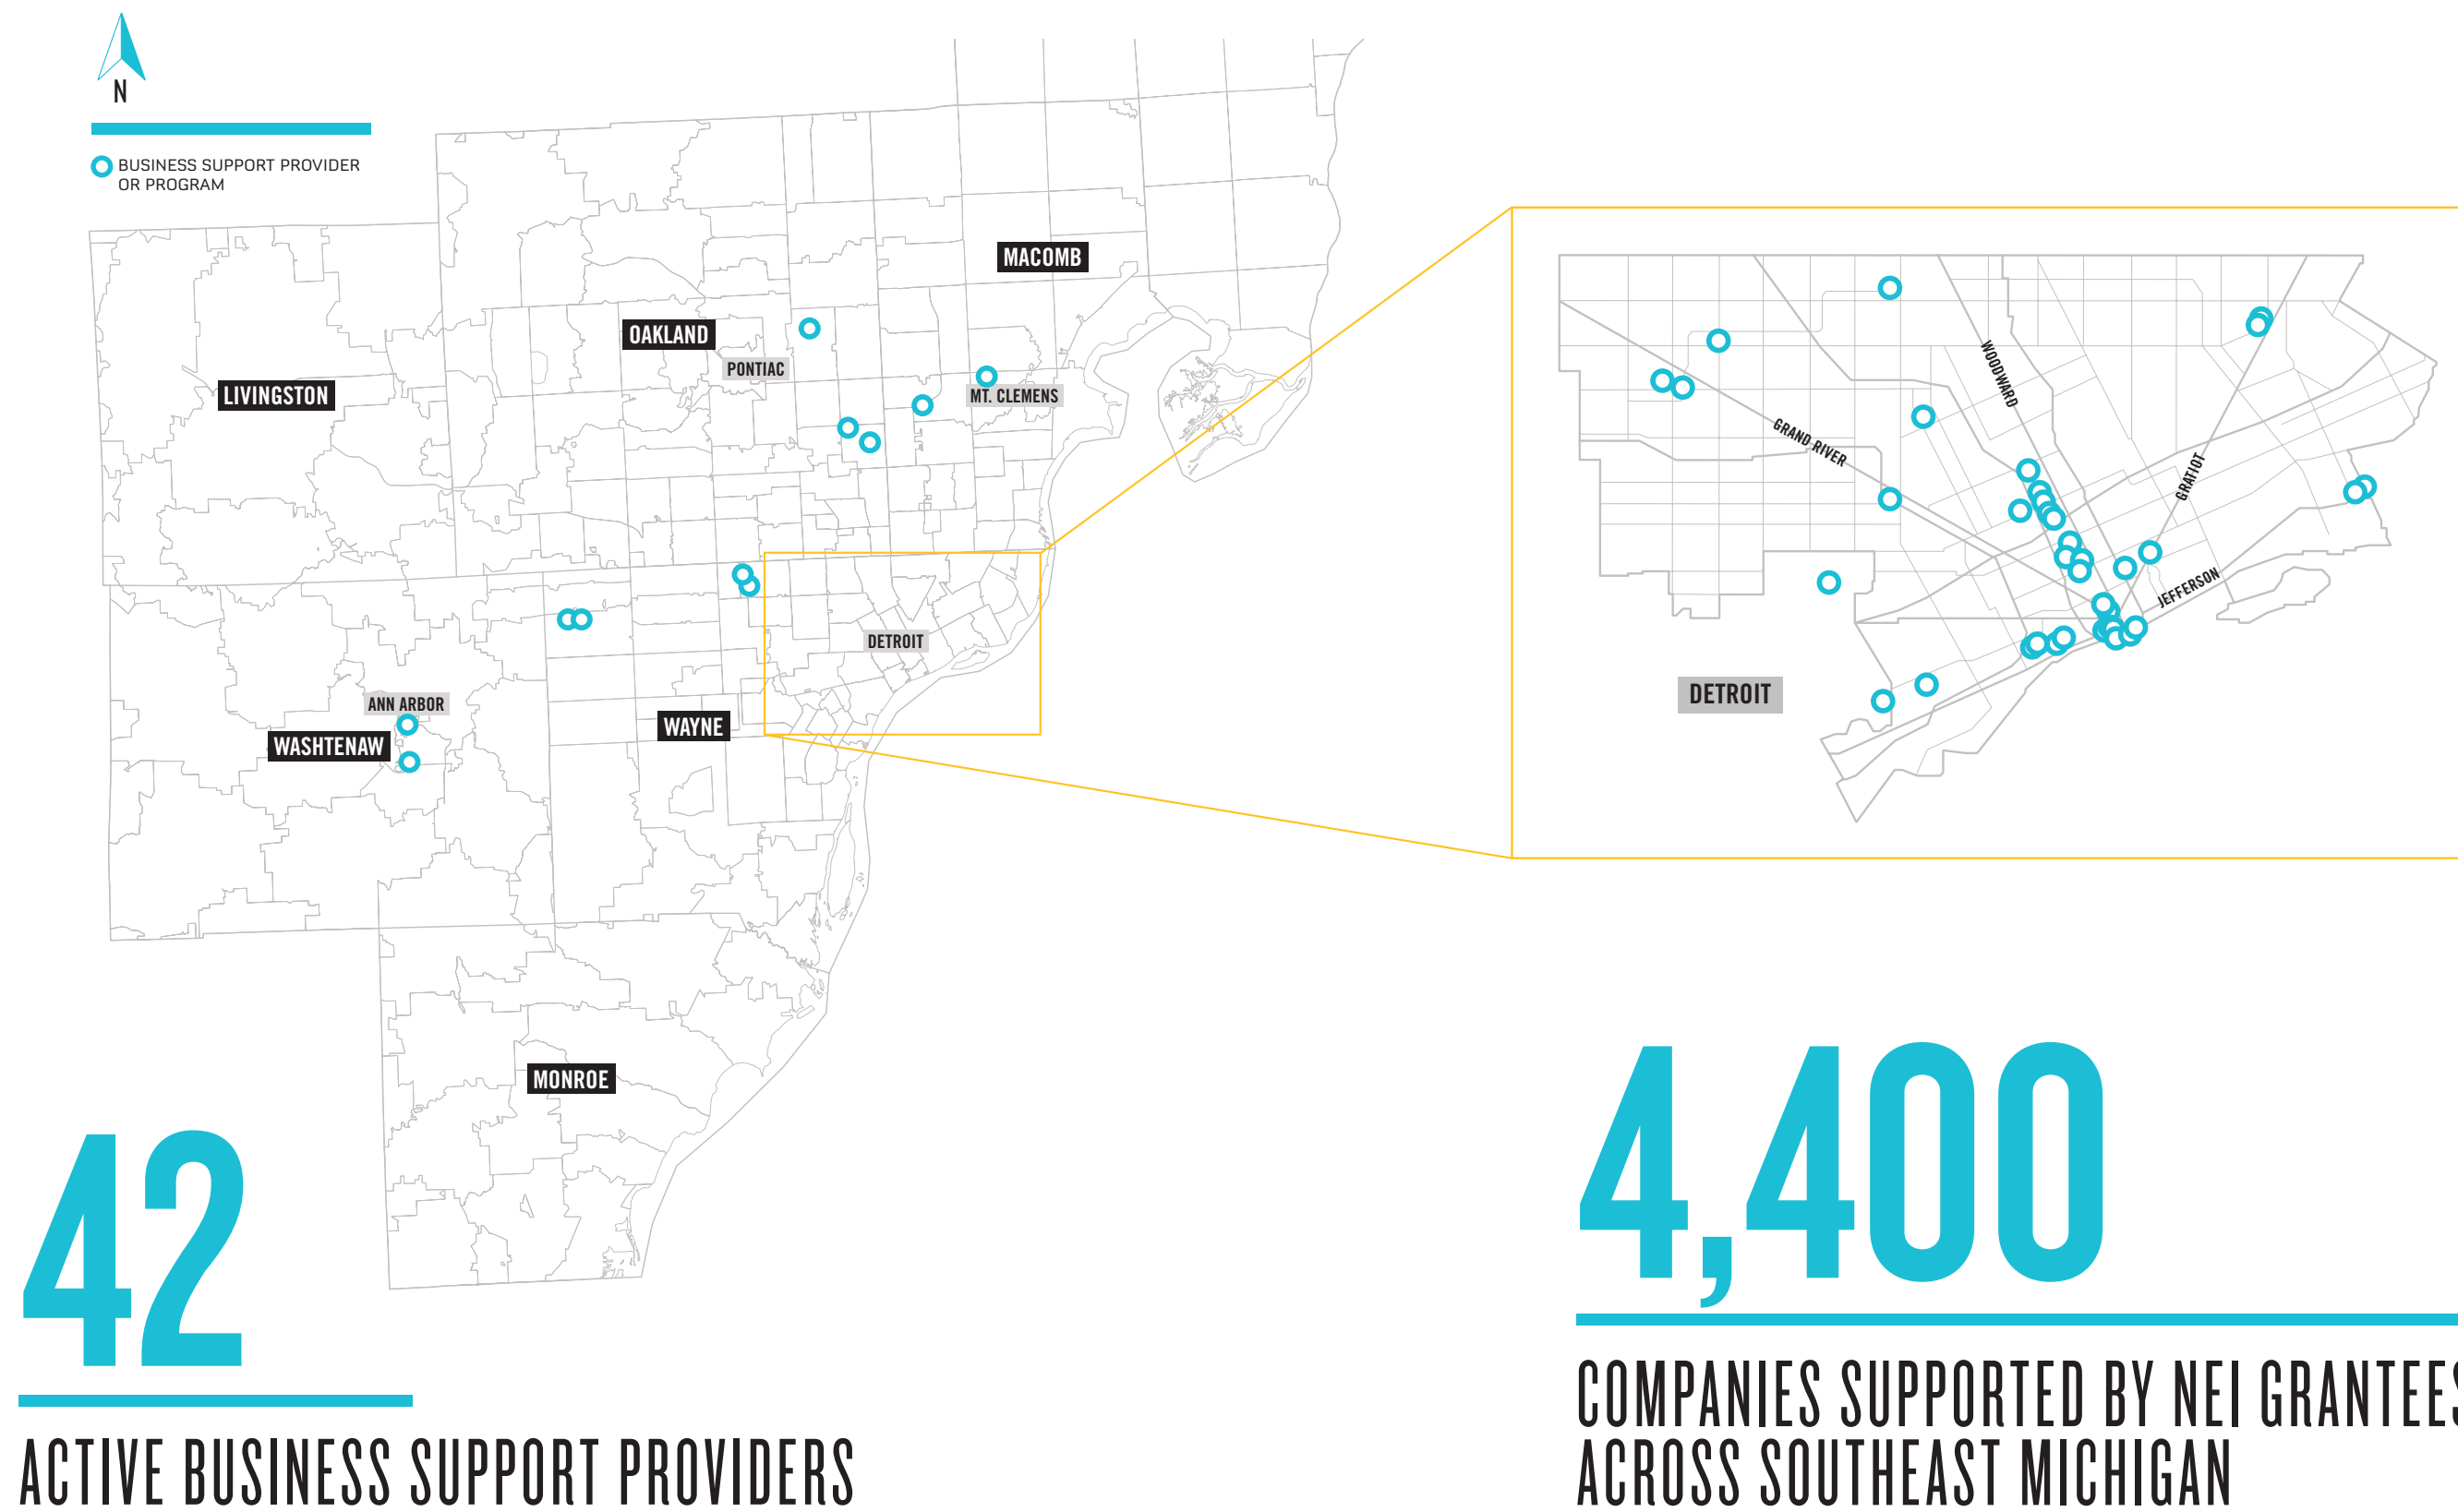 N
BUSINESS SUPPORT PROVIDER
OR PROGRAM
MACOMB
OAKLAND
PONTIAC
LIVINGSTON
MT. CLEMENS
DETROIT
ANN ARBOR
WASHTENAW
WAYNE
MONROE
WOODWARD
GRAND RIVER
GRATIOT
JEFFERSON
DETROIT
42
ACTIVE BUSINESS SUPPORT PROVIDERS
4,400
COMPANIES SUPPORTED BY NEI GRANTEES
ACROSS SOUTHEAST MICHIGAN